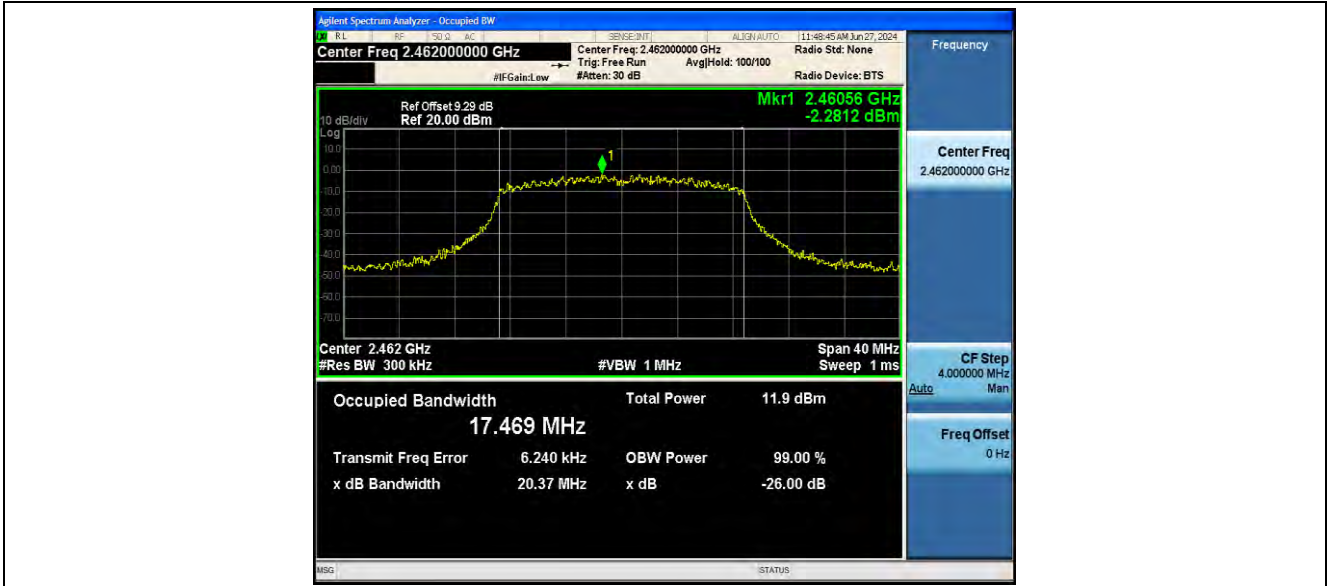 Agilent Spectrum Analyzer - Occupied BW
LXI RL RF 50 Ω AC SENSE:INT ALIGN AUTO 11:48:45 AM Jun 27, 2024
Center Freq 2.462000000 GHz Center Freq: 2.462000000 GHz Radio Std: None Frequency
Trig: Free Run Avg|Hold: 100/100
#IFGain:Low #Atten: 30 dB Radio Device: BTS
Mkr1 2.46056 GHz
Ref Offset 9.29 dB
-2.2812 dBm
10 dB/div Ref 20.00 dBm
Log
10.0
1
0.00
-10.0
-20.0
-30.0
-40.0
-50.0
-60.0
-70.0
Center Freq
2.462000000 GHz
Center 2.462 GHz Span 40 MHz
#Res BW 300 kHz #VBW 1 MHz Sweep 1 ms
CF Step
4.000000 MHz
Auto Man
Occupied Bandwidth Total Power 11.9 dBm
17.469 MHz
Freq Offset
0 Hz
Transmit Freq Error 6.240 kHz OBW Power 99.00 %
x dB Bandwidth 20.37 MHz x dB -26.00 dB
MSG STATUS